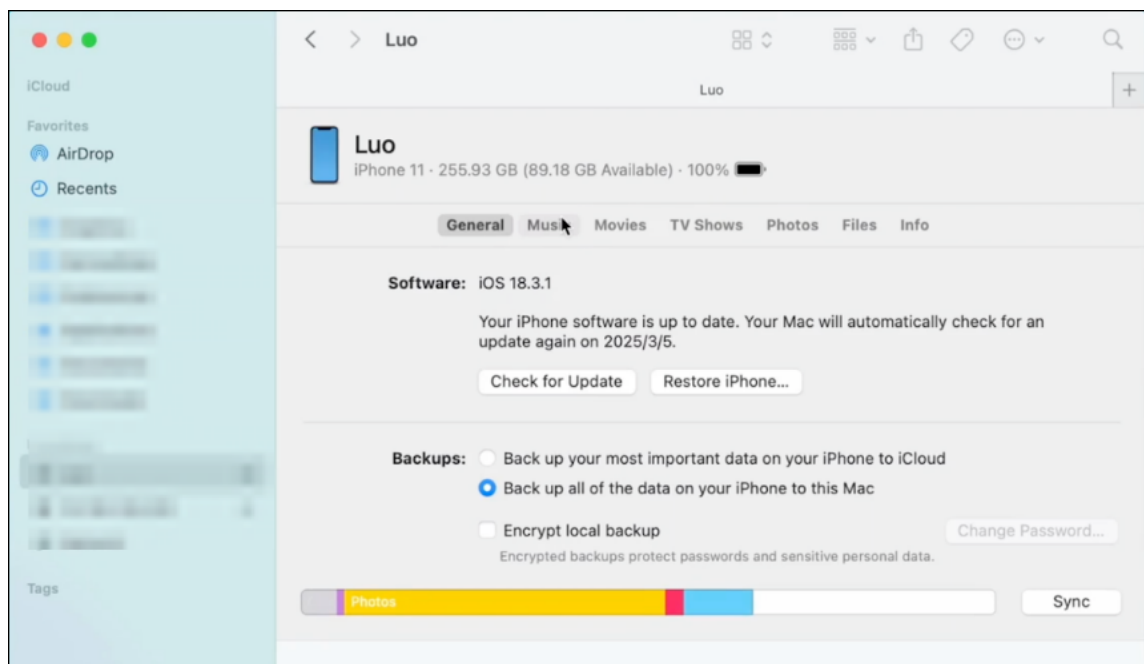 iCloud
Favorites
AirDrop
Recents
Tags
Luo
Luo
Luo
iPhone 11 · 255.93 GB (89.18 GB Available) · 100%
General Music Movies TV Shows Photos Files Info
Software: iOS 18.3.1
Your iPhone software is up to date. Your Mac will automatically check for an
update again on 2025/3/5.
Check for Update Restore iPhone...
Backups: Back up your most important data on your iPhone to iCloud
Back up all of the data on your iPhone to this Mac
Encrypt local backup Change Password...
Encrypted backups protect passwords and sensitive personal data.
Photos Sync